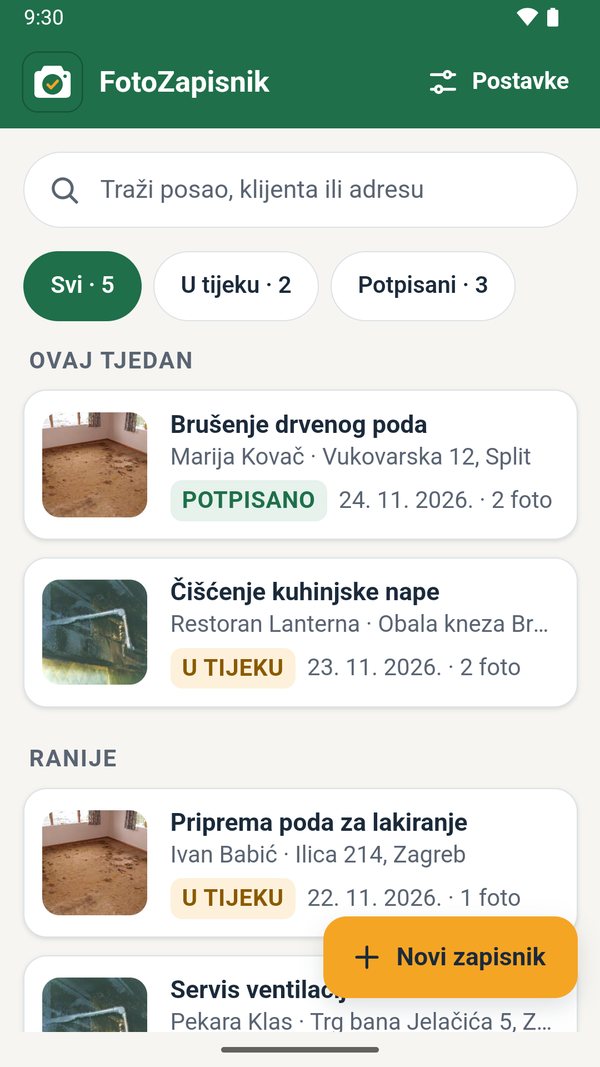 9:30
FotoZapisnik
Postavke
Traži posao, klijenta ili adresu
Svi · 5
U tijeku · 2
Potpisani · 3
OVAJ TJEDAN
Brušenje drvenog poda
Marija Kovač · Vukovarska 12, Split
POTPISANO 24. 11. 2026. · 2 foto
Čišćenje kuhinjske nape
Restoran Lanterna · Obala kneza Br...
U TIJEKU 23. 11. 2026. · 2 foto
RANIJE
Priprema poda za lakiranje
Ivan Babić · Ilica 214, Zagreb
U TIJEKU 22. 11. 2026. · 1 foto
Novi zapisnik
Servis ventilacij
Pekara Klas · Trg bana Jelačića 5, Z...